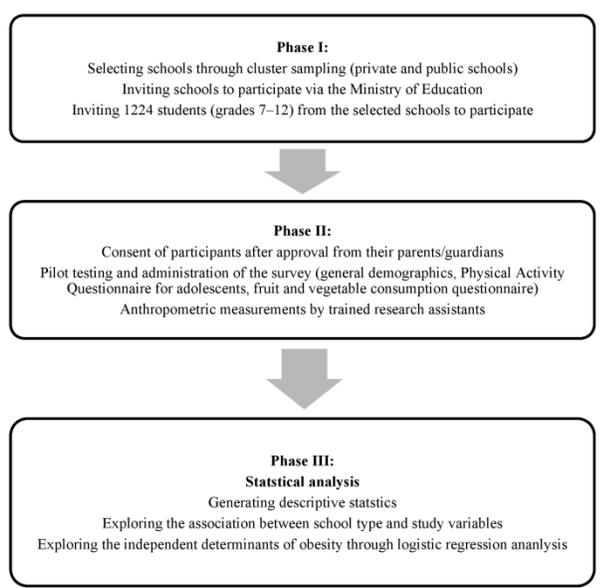 Phase I:
Selecting schools through cluster sampling (private and public schools)
Inviting schools to participate via the Ministry of Education
Inviting 1224 students (grades 7–12) from the selected schools to participate
Phase II:
Consent of participants after approval from their parents/guardians
Pilot testing and administration of the survey (general demographics, Physical Activity
Questionnaire for adolescents, fruit and vegetable consumption questionnaire)
Anthropometric measurements by trained research assistants
Phase III:
Statstical analysis
Generating descriptive statstics
Exploring the association between school type and study variables
Exploring the independent determinants of obesity through logistic regression ananlysis